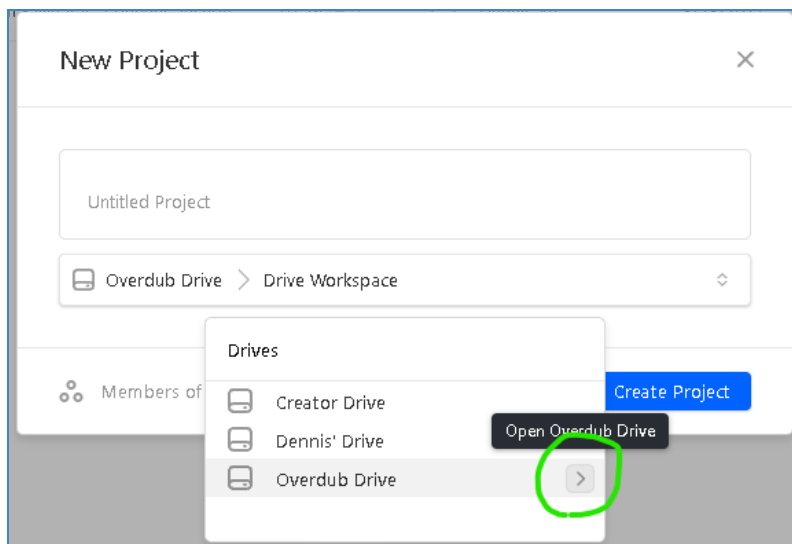 New Project
Untitled Project
Overdub Drive > Drive Workspace
Drives
Members of
Creator Drive
Create Project
Dennis' Drive
Open Overdub Drive
Overdub Drive